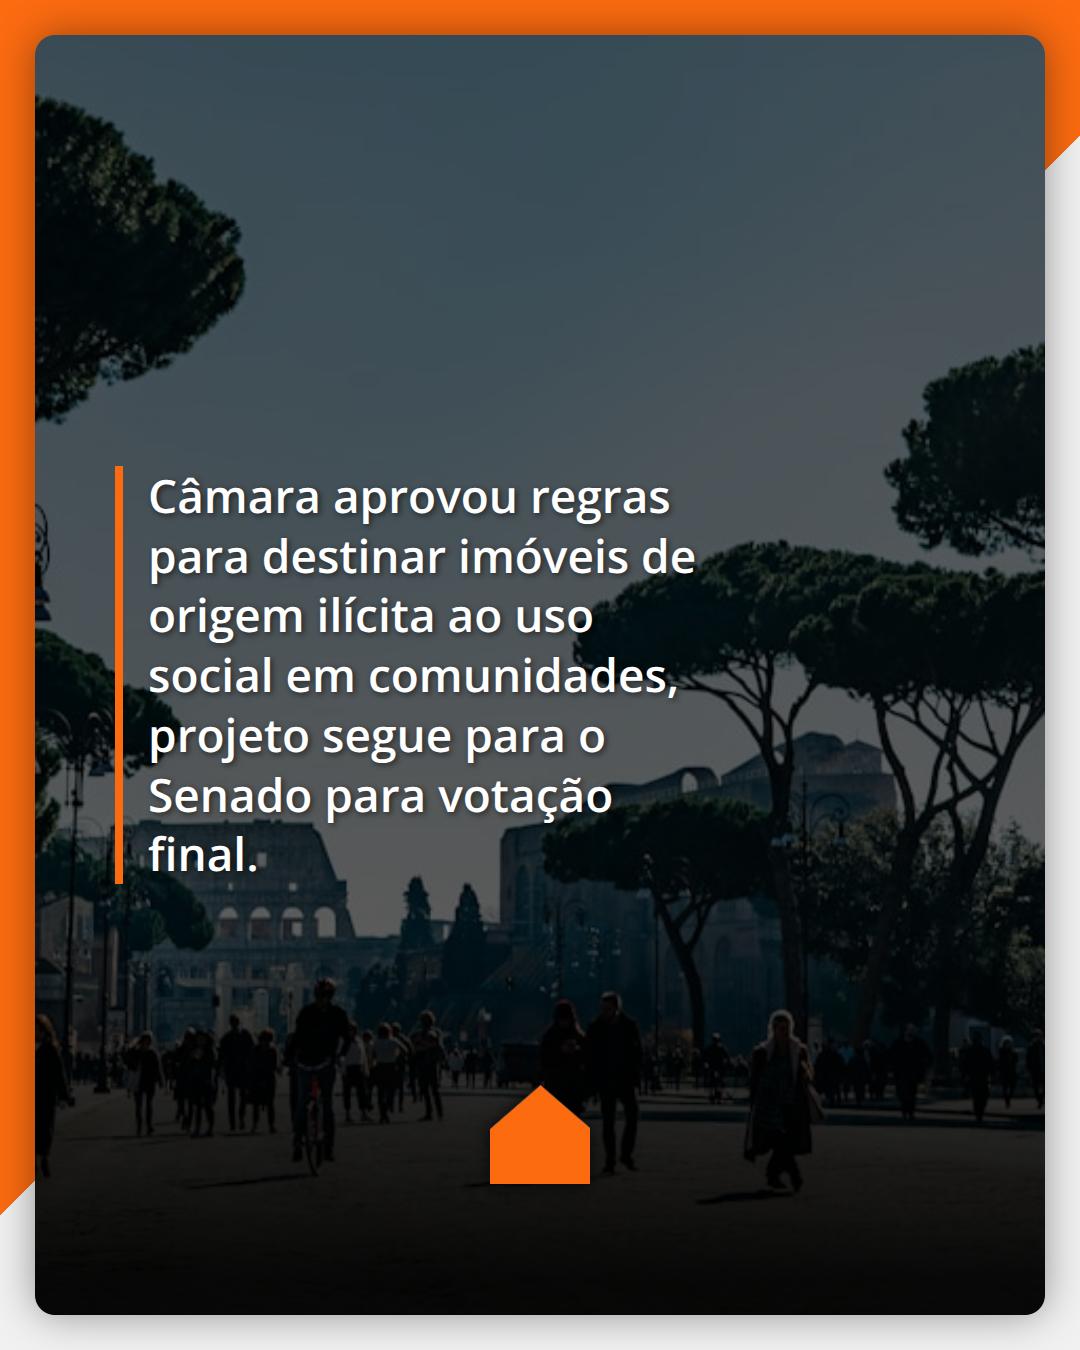 Câmara aprovou regras
para destinar imóveis de
origem ilícita ao uso
social em comunidades,
projeto segue para o
Senado para votação
final.